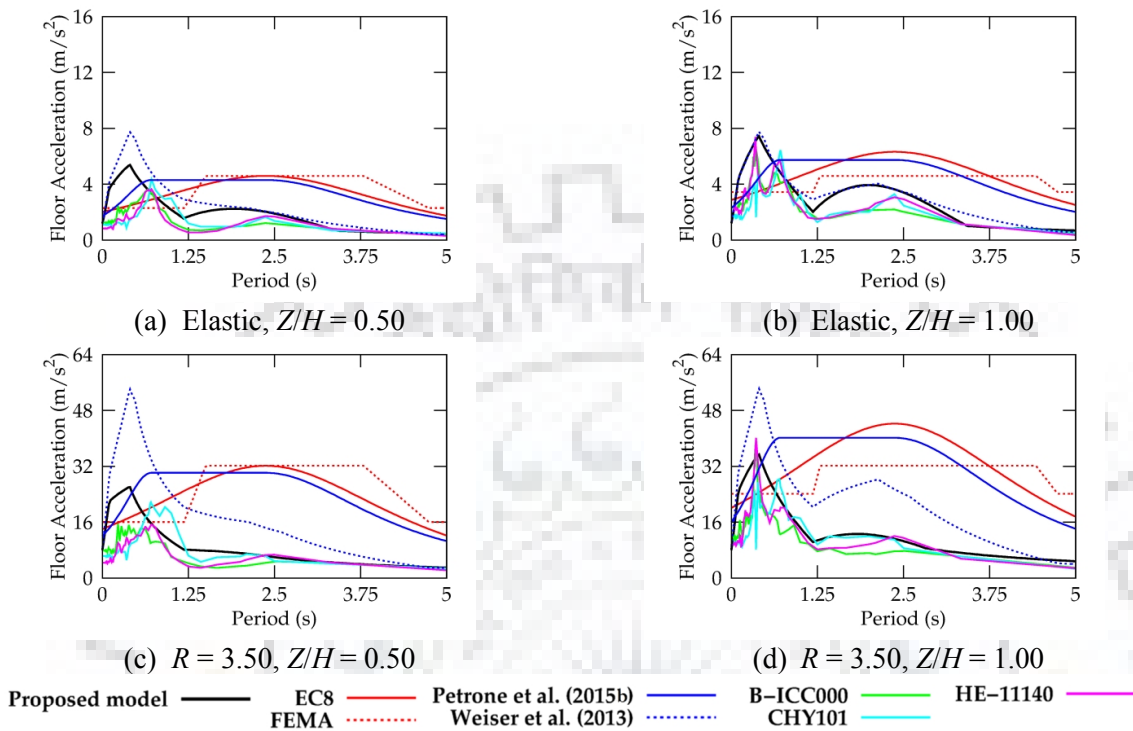 16
12
8
4
0
Floor Acceleration (m/s²)
0 1.25 2.5 3.75 5
Period (s)
(a) Elastic, Z/H = 0.50
16
12
8
4
0
Floor Acceleration (m/s²)
0 1.25 2.5 3.75 5
Period (s)
(b) Elastic, Z/H = 1.00
64
48
32
16
0
Floor Acceleration (m/s²)
0 1.25 2.5 3.75 5
Period (s)
(c) R = 3.50, Z/H = 0.50
64
48
32
16
0
Floor Acceleration (m/s²)
0 1.25 2.5 3.75 5
Period (s)
(d) R = 3.50, Z/H = 1.00
Proposed model EC8 Petrone et al. (2015b) B-ICC000 HE-11140
FEMA Weiser et al. (2013) CHY101